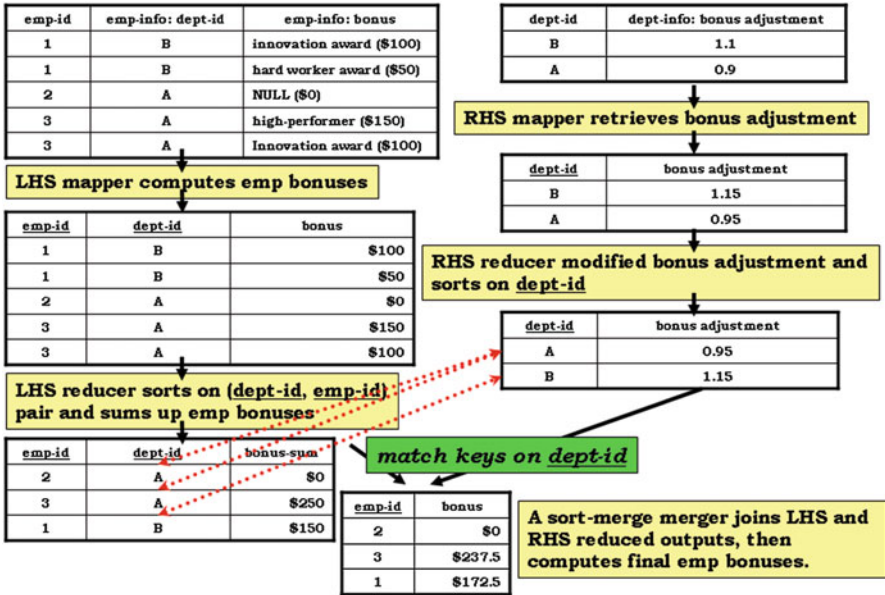 emp-id emp-info: dept-id emp-info: bonus
1 B innovation award ($100)
1 B hard worker award ($50)
2 A NULL ($0)
3 A high-performer ($150)
3 A Innovation award ($100)
LHS mapper computes emp bonuses
emp-id dept-id bonus
1 B $100
1 B $50
2 A $0
3 A $150
3 A $100
LHS reducer sorts on (dept-id, emp-id)
pair and sums up emp bonuses
emp-id dept-id bonus-sum
2 A $0
3 A $250
1 B $150
dept-id dept-info: bonus adjustment
B 1.1
A 0.9
RHS mapper retrieves bonus adjustment
dept-id bonus adjustment
B 1.15
A 0.95
RHS reducer modified bonus adjustment and
sorts on dept-id
dept-id bonus adjustment
A 0.95
B 1.15
match keys on dept-id
emp-id bonus
2 $0
3 $237.5
1 $172.5
A sort-merge merger joins LHS and
RHS reduced outputs, then
computes final emp bonuses.